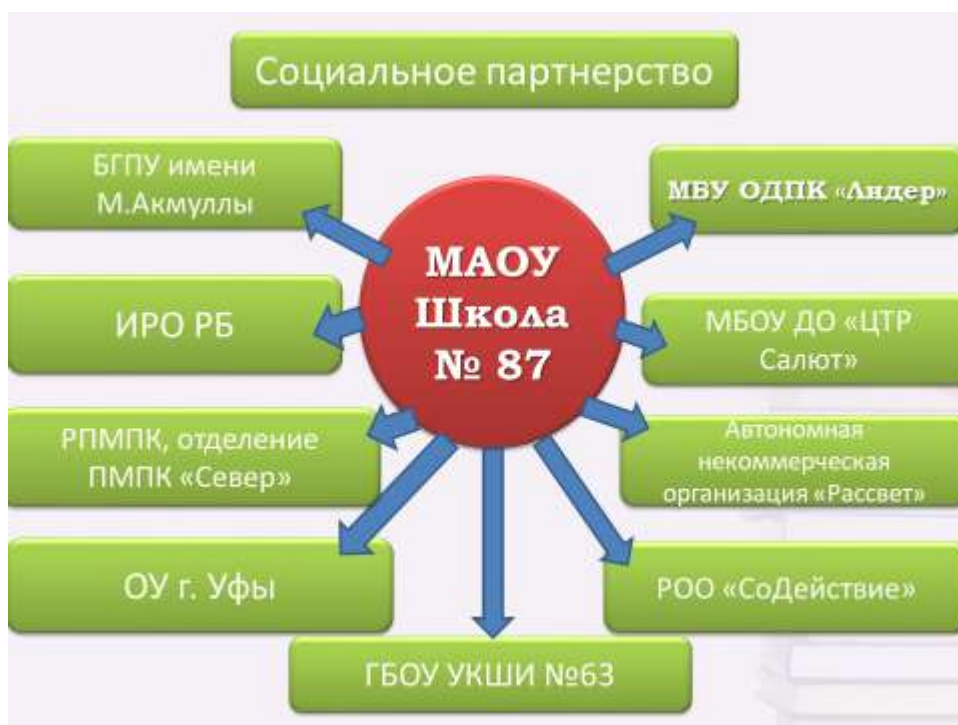 Социальное партнерство
БГПУ имени
М.Акмуллы
МБУ ОДПК «Лидер»
МАОУ
Школа
№ 87
ИРО РБ
МБОУ ДО «ЦТР
Салют»
РПМПК, отделение
ПМПК «Север»
Автономная
некоммерческая
организация «Рассвет»
ОУ г. Уфы
РОО «СоДействие»
ГБОУ УКШИ №63